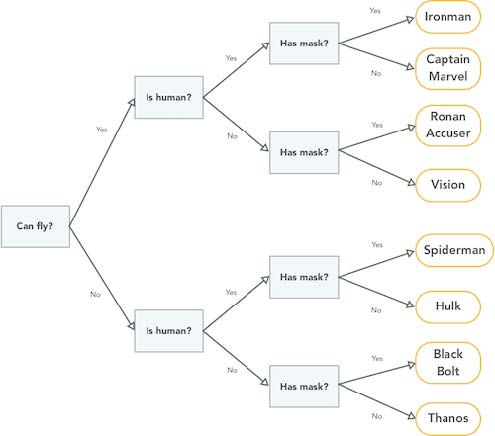 Yes
Ironman
Has mask?
Yes
No
Captain
Marvel
Is human?
Yes
Yes
Ronan
Accuser
No
Has mask?
No
Vision
Can fly?
Yes
Spiderman
No
Yes
Has mask?
No
Hulk
Is human?
Yes
Black
Bolt
No
Has mask?
No
Thanos